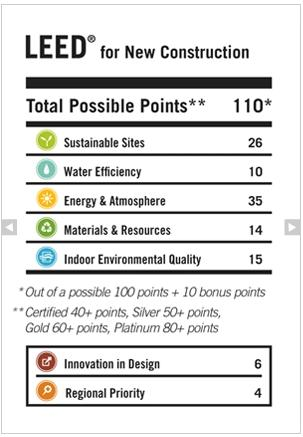 LEED® for New Construction
Total Possible Points** 110*
Sustainable Sites 26
Water Efficiency 10
Energy & Atmosphere 35
Materials & Resources 14
Indoor Environmental Quality 15
* Out of a possible 100 points + 10 bonus points
** Certified 40+ points, Silver 50+ points,
Gold 60+ points, Platinum 80+ points
Innovation in Design 6
Regional Priority 4